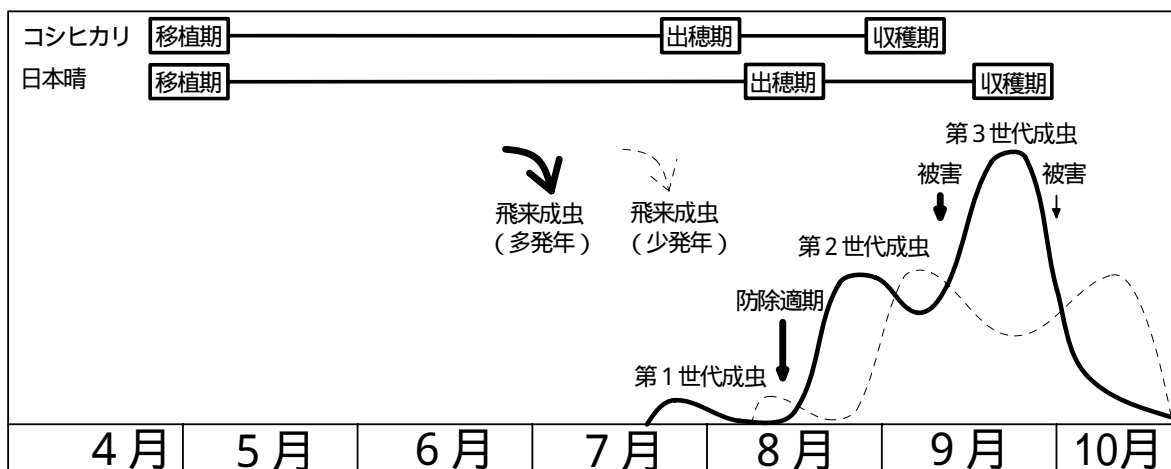 コシヒカリ 移植期 出穂期 収穫期
日本晴 移植期 出穂期 収穫期
第3世代成虫
被害 被害
飛来成虫 飛来成虫
(多発年) (少発年)
第2世代成虫
防除適期
第1世代成虫
4月 5月 6月 7月 8月 9月 10月